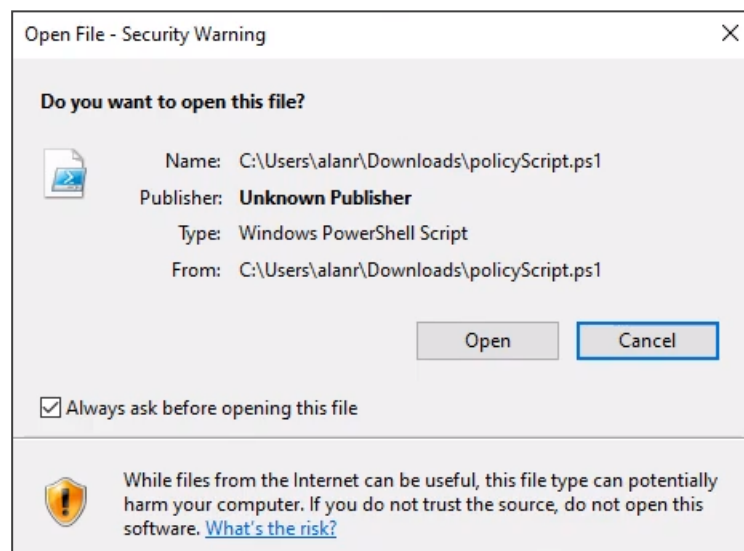 Open File - Security Warning
Do you want to open this file?
Name: C:\Users\alanr\Downloads\policyScript.ps1
Publisher: Unknown Publisher
Type: Windows PowerShell Script
From: C:\Users\alanr\Downloads\policyScript.ps1
Open Cancel
Always ask before opening this file
While files from the Internet can be useful, this file type can potentially
harm your computer. If you do not trust the source, do not open this
software. What's the risk?